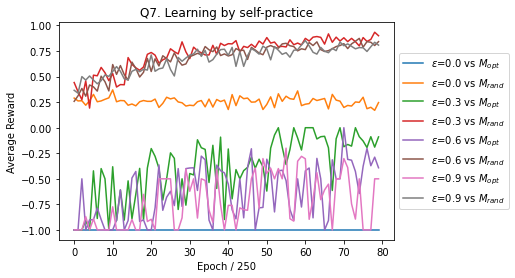 Q7. Learning by self-practice
1.00
0.75
0.50
0.25
0.00
−0.25
−0.50
−0.75
−1.00
Average Reward
0 10 20 30 40 50 60 70 80
Epoch / 250
ε=0.0 vs M_opt
ε=0.0 vs M_rand
ε=0.3 vs M_opt
ε=0.3 vs M_rand
ε=0.6 vs M_opt
ε=0.6 vs M_rand
ε=0.9 vs M_opt
ε=0.9 vs M_rand